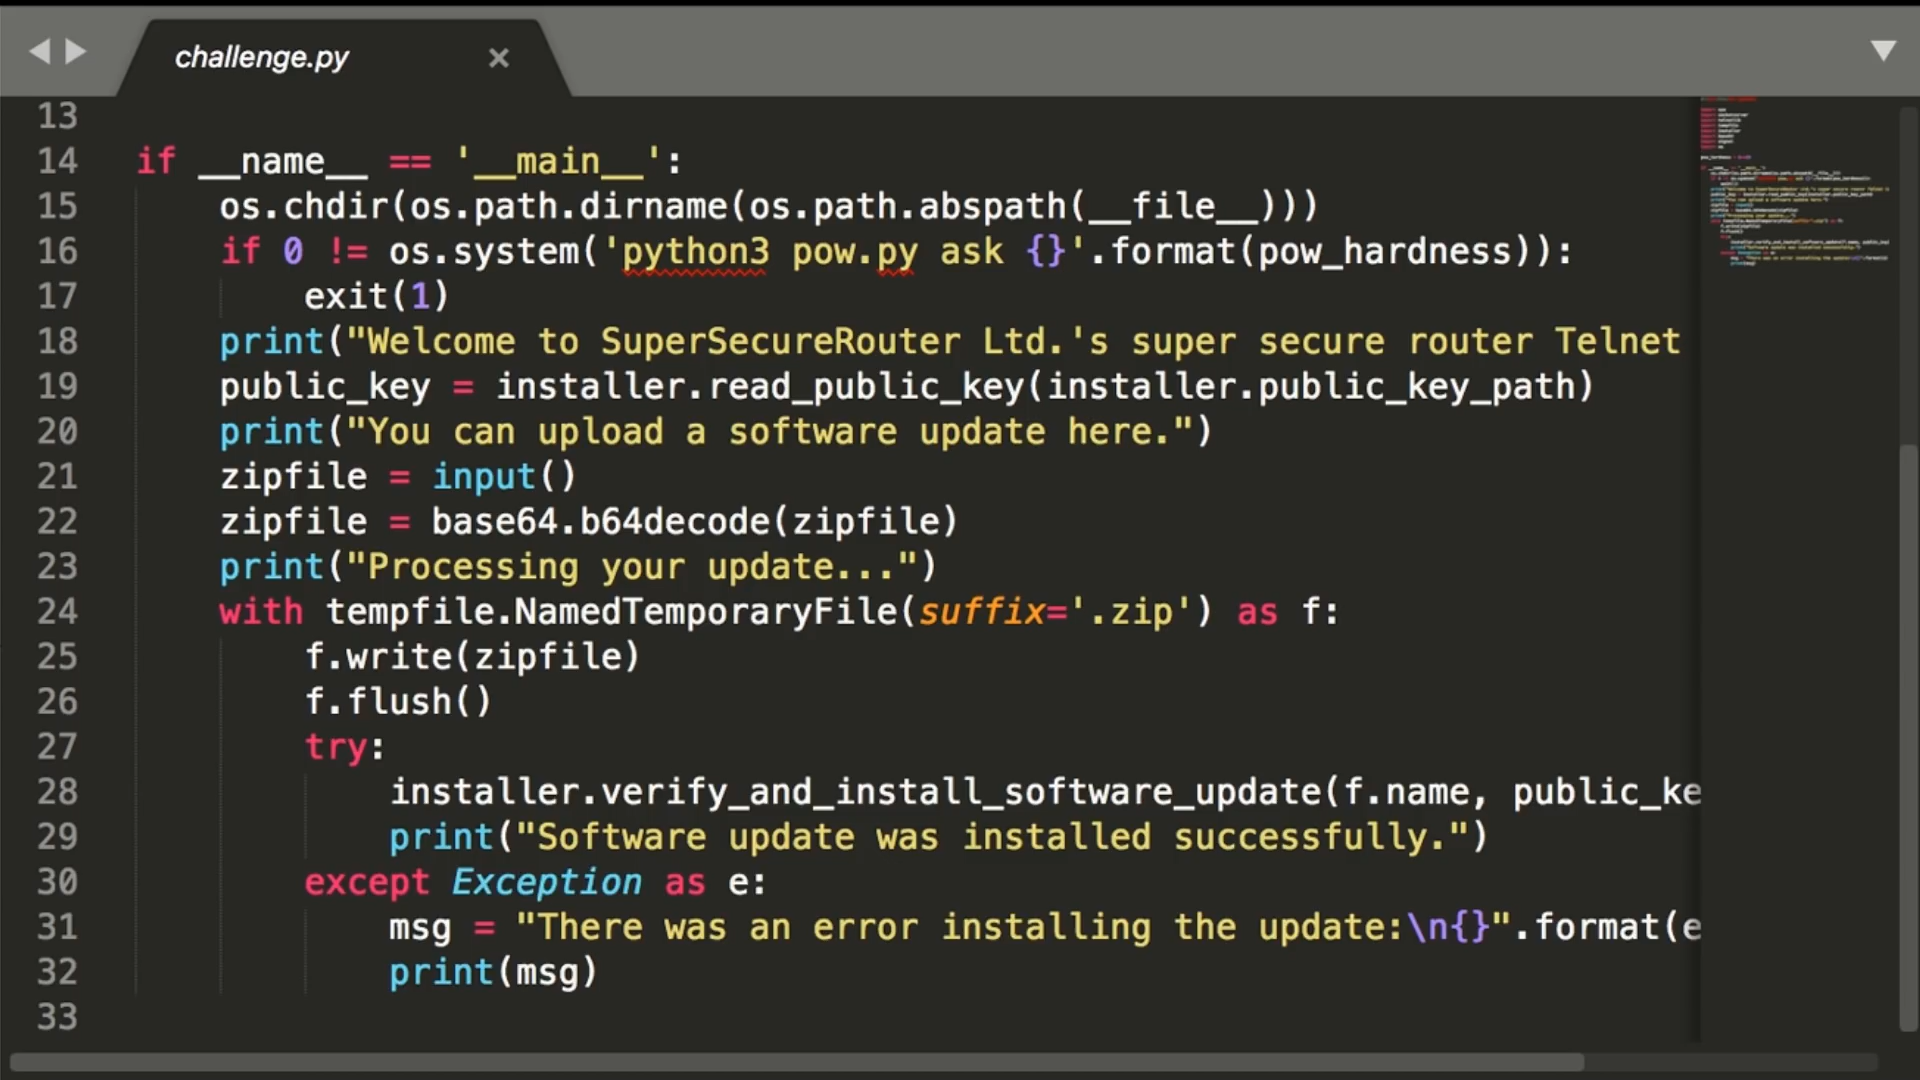 challenge.py
13
14 if __name__ == '__main__':
15 os.chdir(os.path.dirname(os.path.abspath(__file__)))
16 if 0 != os.system('python3 pow.py ask {}'.format(pow_hardness)):
17 exit(1)
18 print("Welcome to SuperSecureRouter Ltd.'s super secure router Telnet
19 public_key = installer.read_public_key(installer.public_key_path)
20 print("You can upload a software update here.")
21 zipfile = input()
22 zipfile = base64.b64decode(zipfile)
23 print("Processing your update...")
24 with tempfile.NamedTemporaryFile(suffix='.zip') as f:
25 f.write(zipfile)
26 f.flush()
27 try:
28 installer.verify_and_install_software_update(f.name, public_ke
29 print("Software update was installed successfully.")
30 except Exception as e:
31 msg = "There was an error installing the update:\n{}".format(e
32 print(msg)
33